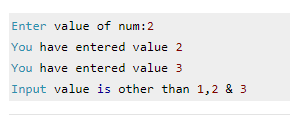 Enter value of num:2
You have entered value 2
You have entered value 3
Input value is other than 1,2 & 3